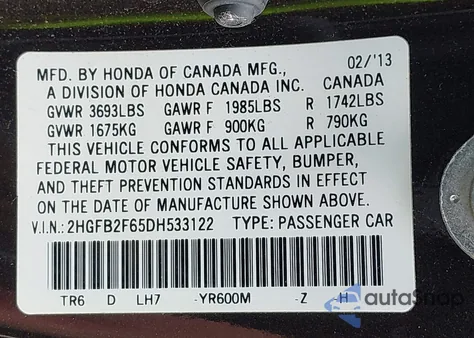 02/'13
MFD. BY HONDA OF CANADA MFG.,
A DIVISION OF HONDA CANADA INC. CANADA
GVWR 3693LBS GAWR F 1985LBS R 1742LBS
GVWR 1675KG GAWR F 900KG R 790KG
THIS VEHICLE CONFORMS TO ALL APPLICABLE
FEDERAL MOTOR VEHICLE SAFETY, BUMPER,
AND THEFT PREVENTION STANDARDS IN EFFECT
ON THE DATE OF MANUFACTURE SHOWN ABOVE.
V.I.N.: 2HGFB2F65DH533122 TYPE: PASSENGER CAR
TR6 D LH7 -YR600M -Z -H
autoSnap